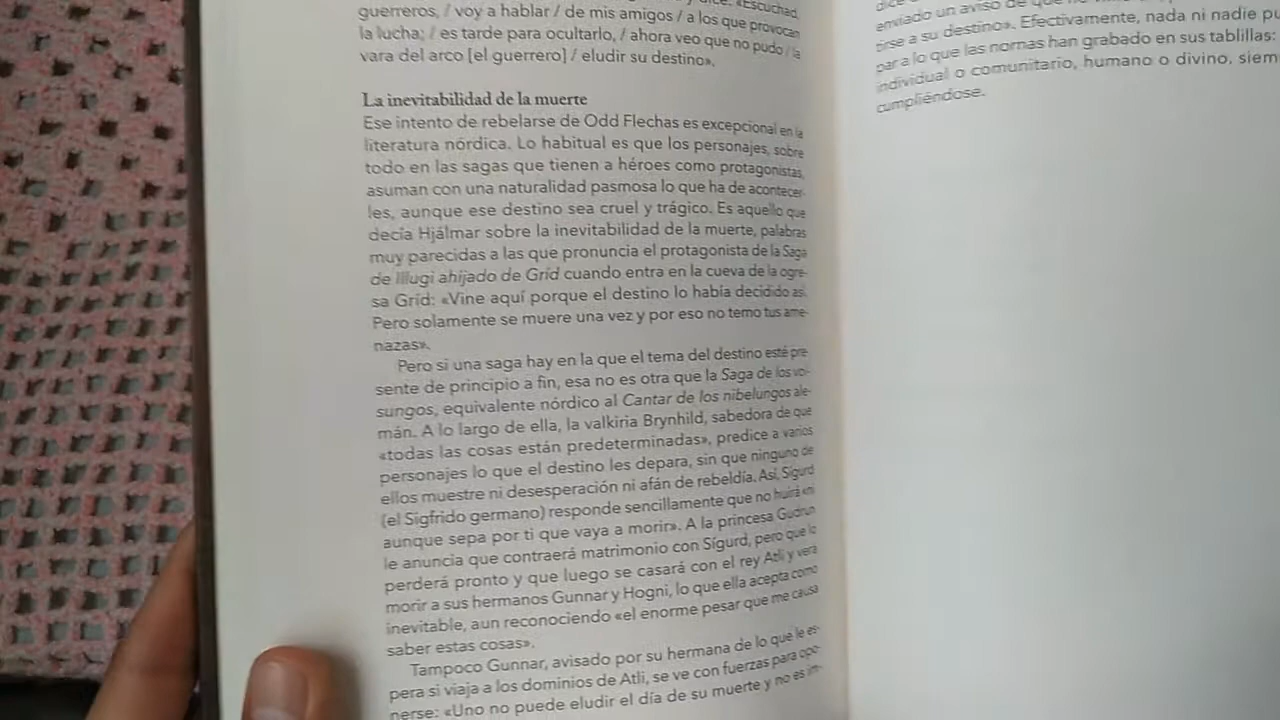 dice: «Escuchad,
guerreros, / voy a hablar / de mis amigos / a los que provocan
la lucha; / es tarde para ocultarlo, / ahora veo que no pudo / la
vara del arco [el guerrero] / eludir su destino».
La inevitabilidad de la muerte
Ese intento de rebelarse de Odd Flechas es excepcional en la
literatura nórdica. Lo habitual es que los personajes, sobre
todo en las sagas que tienen a héroes como protagonistas,
asuman con una naturalidad pasmosa lo que ha de acontecer-
les, aunque ese destino sea cruel y trágico. Es aquello que
decía Hjálmar sobre la inevitabilidad de la muerte, palabras
muy parecidas a las que pronuncia el protagonista de la Saga
de Illugi ahijado de Gríd cuando entra en la cueva de la ogre-
sa Gríd: «Vine aquí porque el destino lo había decidido así.
Pero solamente se muere una vez y por eso no temo tus ame-
nazas».
Pero si una saga hay en la que el tema del destino esté pre-
sente de principio a fin, esa no es otra que la Saga de los vol-
sungos, equivalente nórdico al Cantar de los nibelungos ale-
mán. A lo largo de ella, la valkiria Brynhild, sabedora de que
«todas las cosas están predeterminadas», predice a varios
personajes lo que el destino les depara, sin que ninguno de
ellos muestre ni desesperación ni afán de rebeldía. Así, Sigurd
(el Sigfrido germano) responde sencillamente que no huirá «ni
aunque sepa por ti que vaya a morir». A la princesa Gudrun
le anuncia que contraerá matrimonio con Sigurd, pero que lo
perderá pronto y que luego se casará con el rey Atli y verá
morir a sus hermanos Gunnar y Hogni, lo que ella acepta como
inevitable, aun reconociendo «el enorme pesar que me causa
saber estas cosas».
Tampoco Gunnar, avisado por su hermana de lo que le es-
pera si viaja a los dominios de Atli, se ve con fuerzas para opo-
nerse: «Uno no puede eludir el día de su muerte y no es im-
enviado un aviso de que no
tirse a su destino». Efectivamente, nada ni nadie
par a lo que las nornas han grabado en sus tablillas:
individual o comunitario, humano o divino,
cumpliéndose.